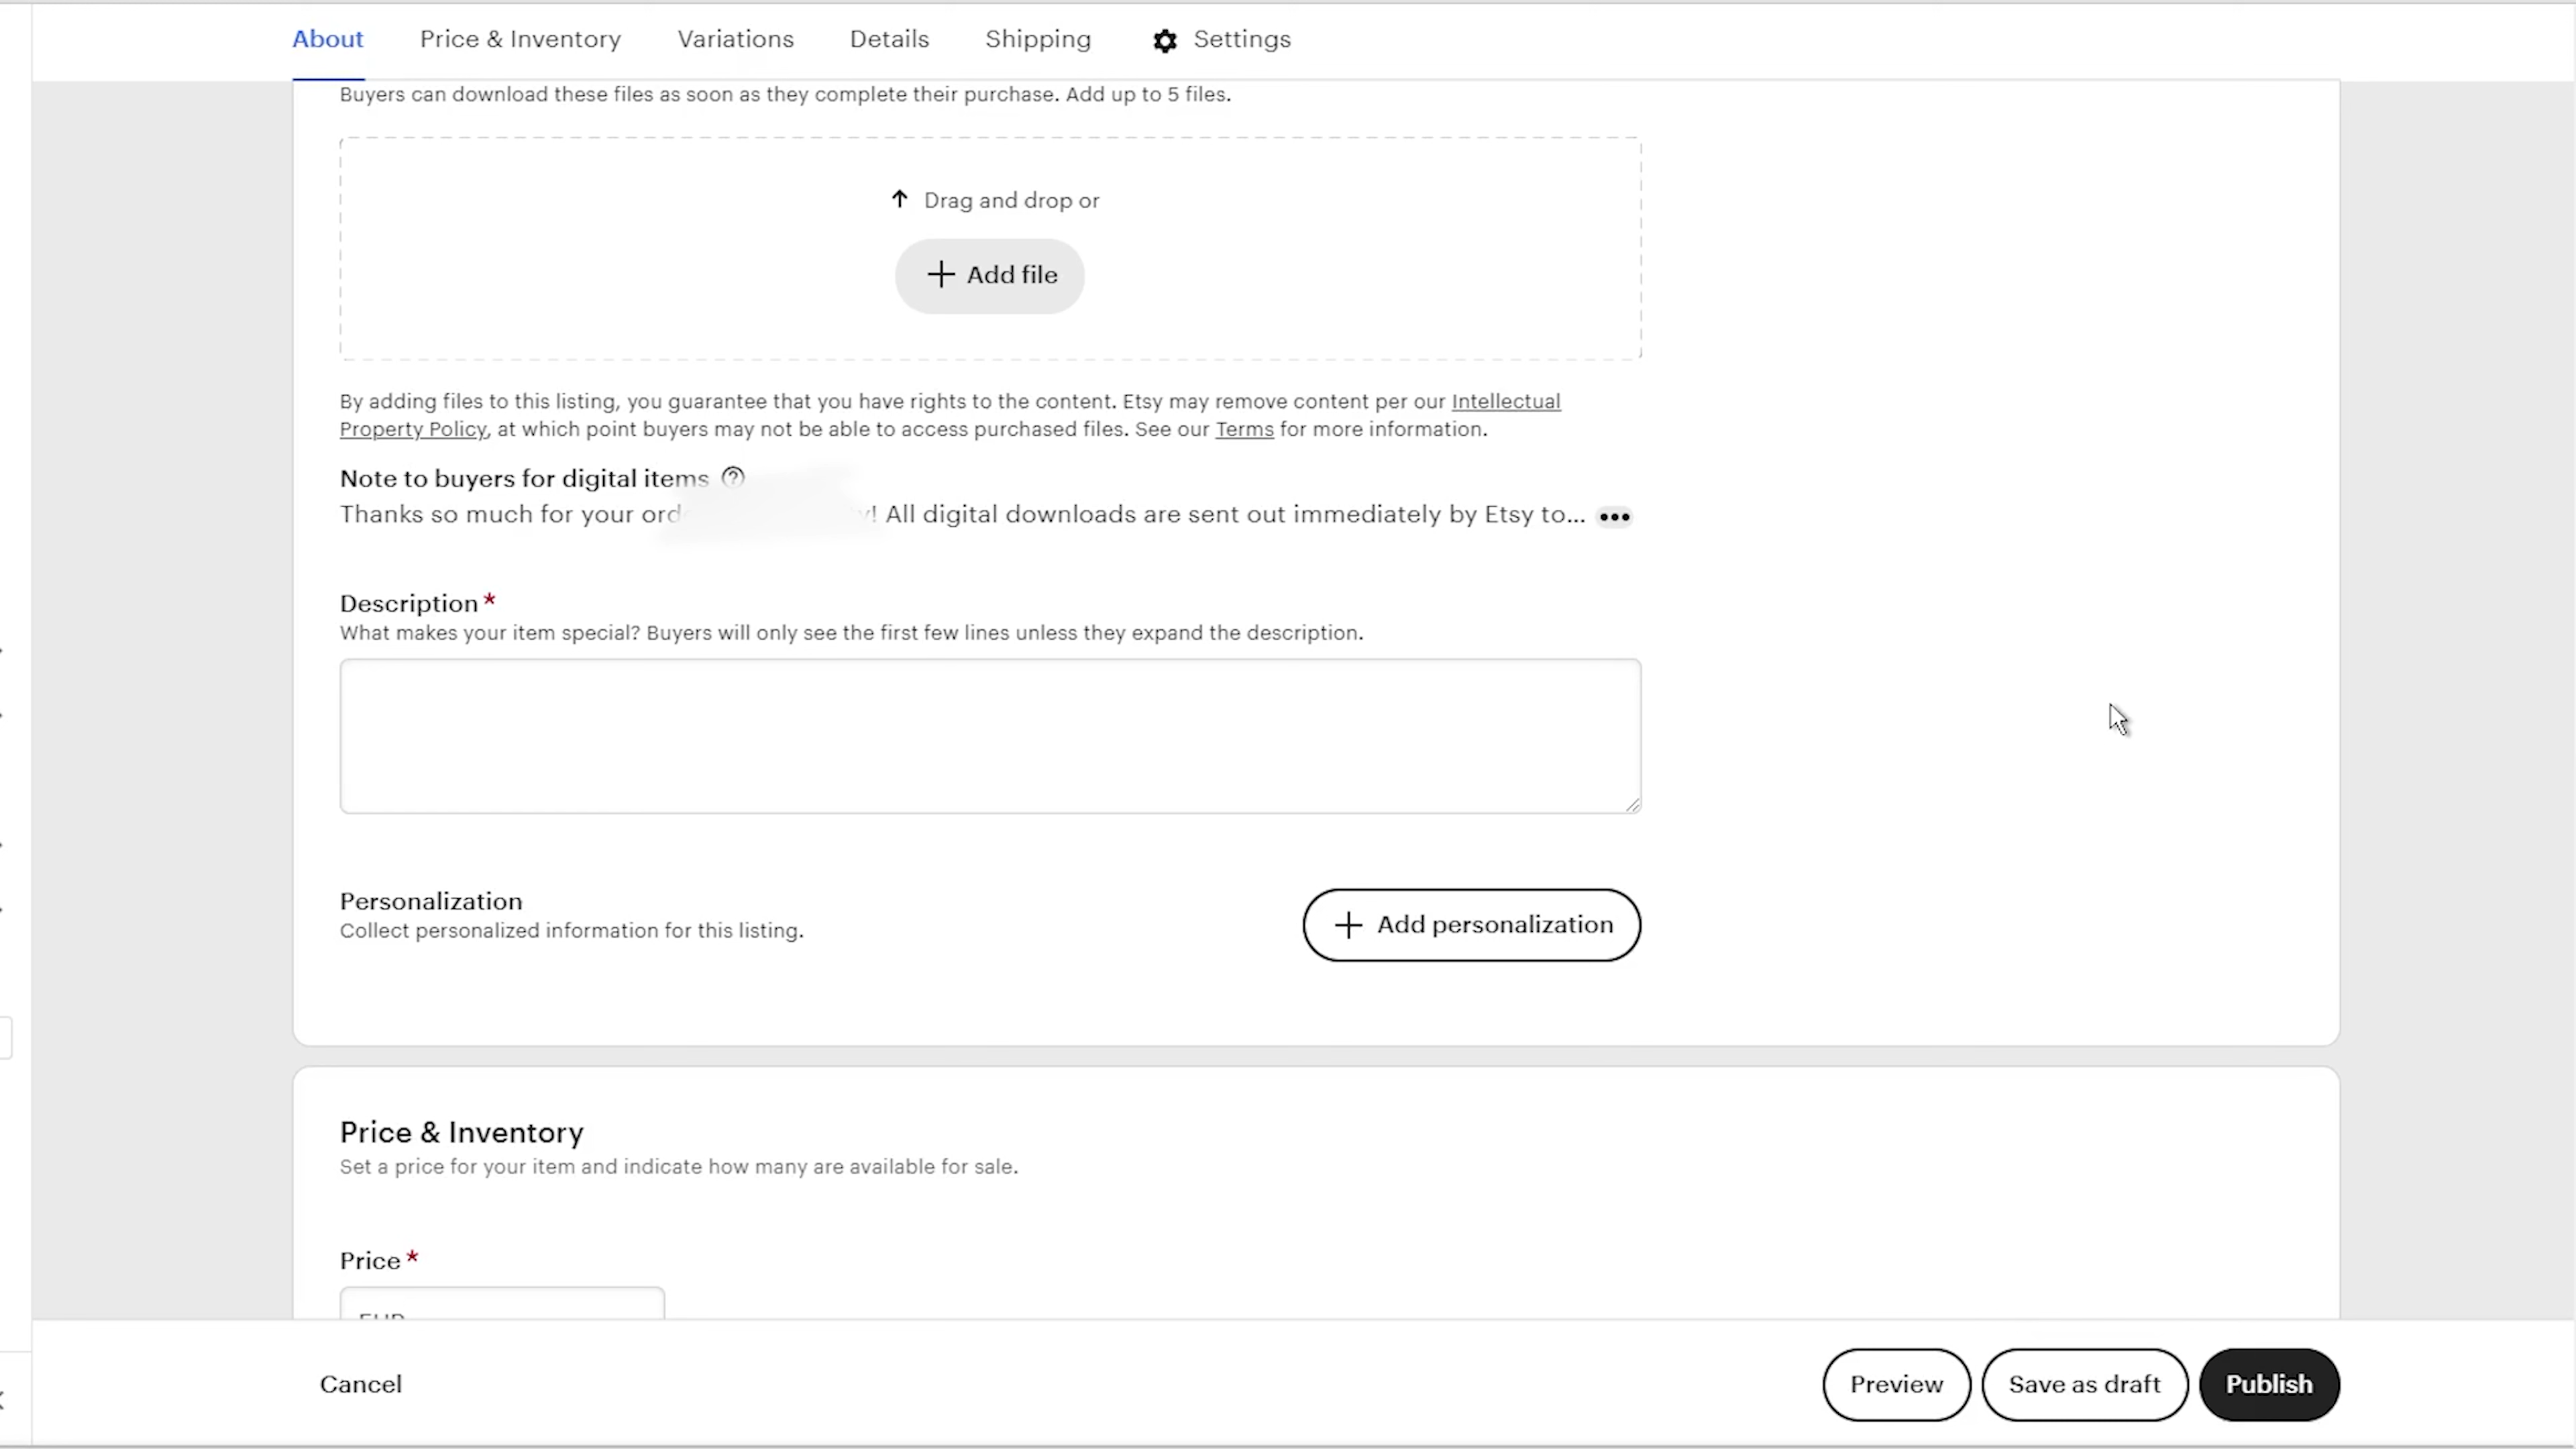 About Price & Inventory Variations Details Shipping Settings
Buyers can download these files as soon as they complete their purchase. Add up to 5 files.
Drag and drop or
Add file
By adding files to this listing, you guarantee that you have rights to the content. Etsy may remove content per our Intellectual
Property Policy, at which point buyers may not be able to access purchased files. See our Terms for more information.
Note to buyers for digital items
Thanks so much for your All digital downloads are sent out immediately by Etsy to...
Description *
What makes your item special? Buyers will only see the first few lines unless they expand the description.
Personalization
Collect personalized information for this listing.
Add personalization
Price & Inventory
Set a price for your item and indicate how many are available for sale.
Price *
Cancel Preview Save as draft Publish